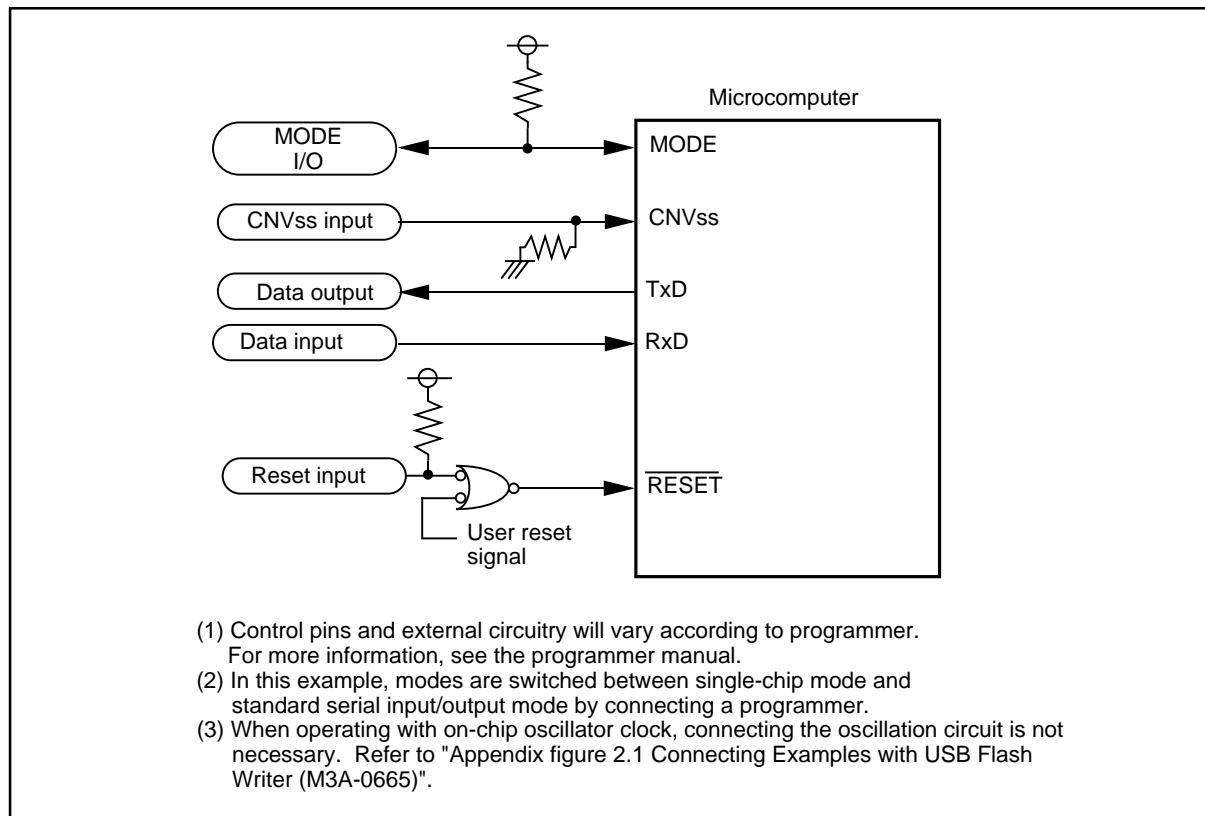 Microcomputer
MODE
I/O
MODE
CNVss input
CNVss
Data output
TxD
Data input
RxD
Reset input
RESET
User reset
signal
(1) Control pins and external circuitry will vary according to programmer.
For more information, see the programmer manual.
(2) In this example, modes are switched between single-chip mode and
standard serial input/output mode by connecting a programmer.
(3) When operating with on-chip oscillator clock, connecting the oscillation circuit is not
necessary. Refer to "Appendix figure 2.1 Connecting Examples with USB Flash
Writer (M3A-0665)".